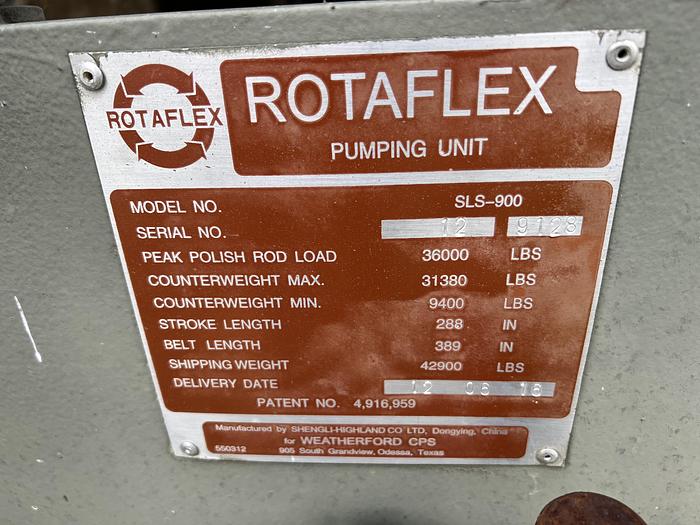 ROTAFLEX
ROTAFLEX
PUMPING UNIT
MODEL NO. SLS-900
SERIAL NO. 12 9128
PEAK POLISH ROD LOAD 36000 LBS
COUNTERWEIGHT MAX. 31380 LBS
COUNTERWEIGHT MIN. 9400 LBS
STROKE LENGTH 288 IN
BELT LENGTH 389 IN
SHIPPING WEIGHT 42900 LBS
DELIVERY DATE 12 06 16
PATENT NO. 4,916,959
Manufactured by SHENGLI-HIGHLAND CO LTD, Dongying, China
for WEATHERFORD CPS
550312 905 South Grandview, Odessa, Texas